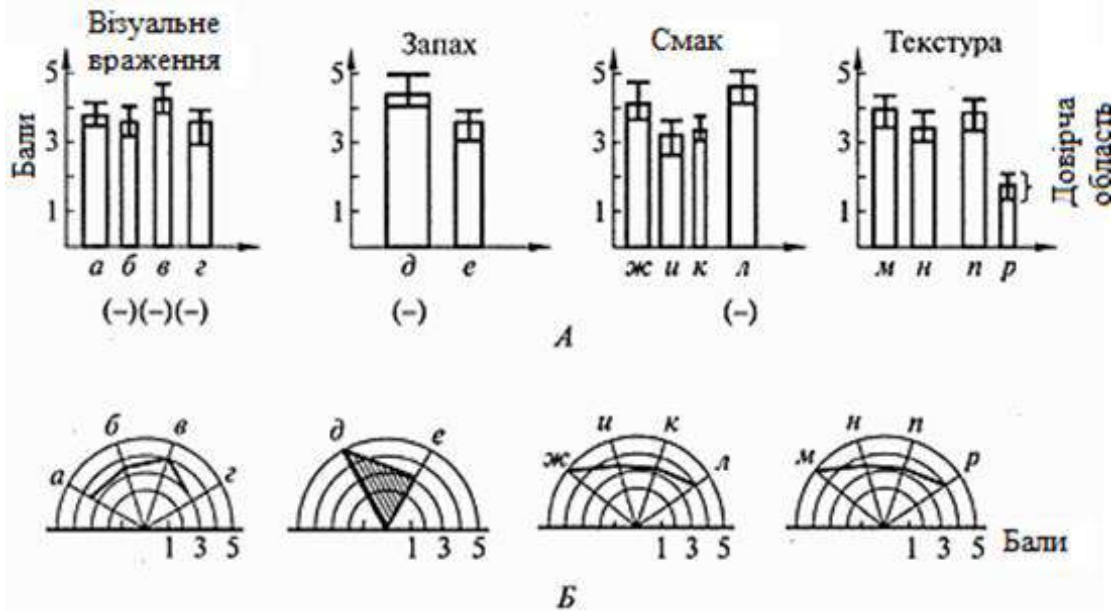 Візуальне
враження
Запах
Смак
Текстура
Бали
5
3
1
5
3
1
5
3
1
5
3
1
Довірча
область
а б в г
д е
ж и к л
м н п р
(–)(–)(–)
(–)
(–)
А
а б в г
д е
ж и к л
м н п р
1 3 5
1 3 5
1 3 5
1 3 5
Бали
Б